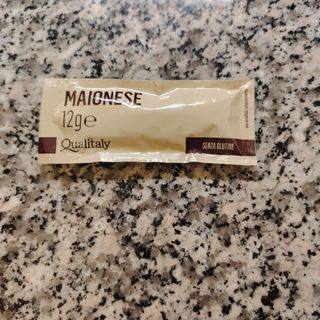 MAIONESE
12g℮
Qualitaly
SENZA GLUTINE